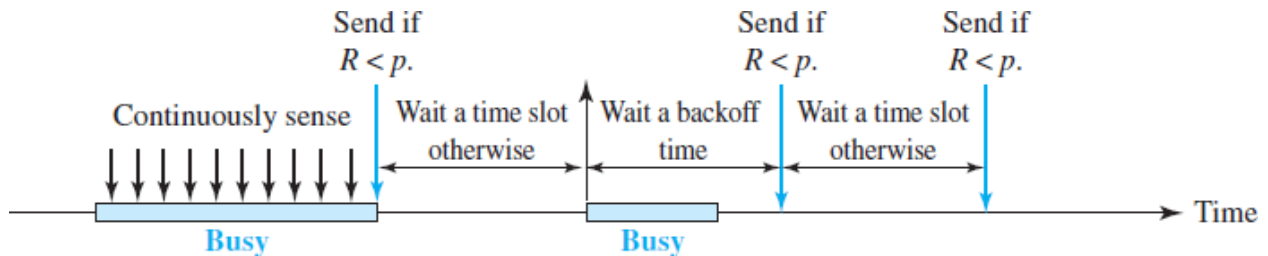 Send if
R < p.
Send if
R < p.
Send if
R < p.
Continuously sense
Wait a time slot
otherwise
Wait a backoff
time
Wait a time slot
otherwise
Time
Busy
Busy